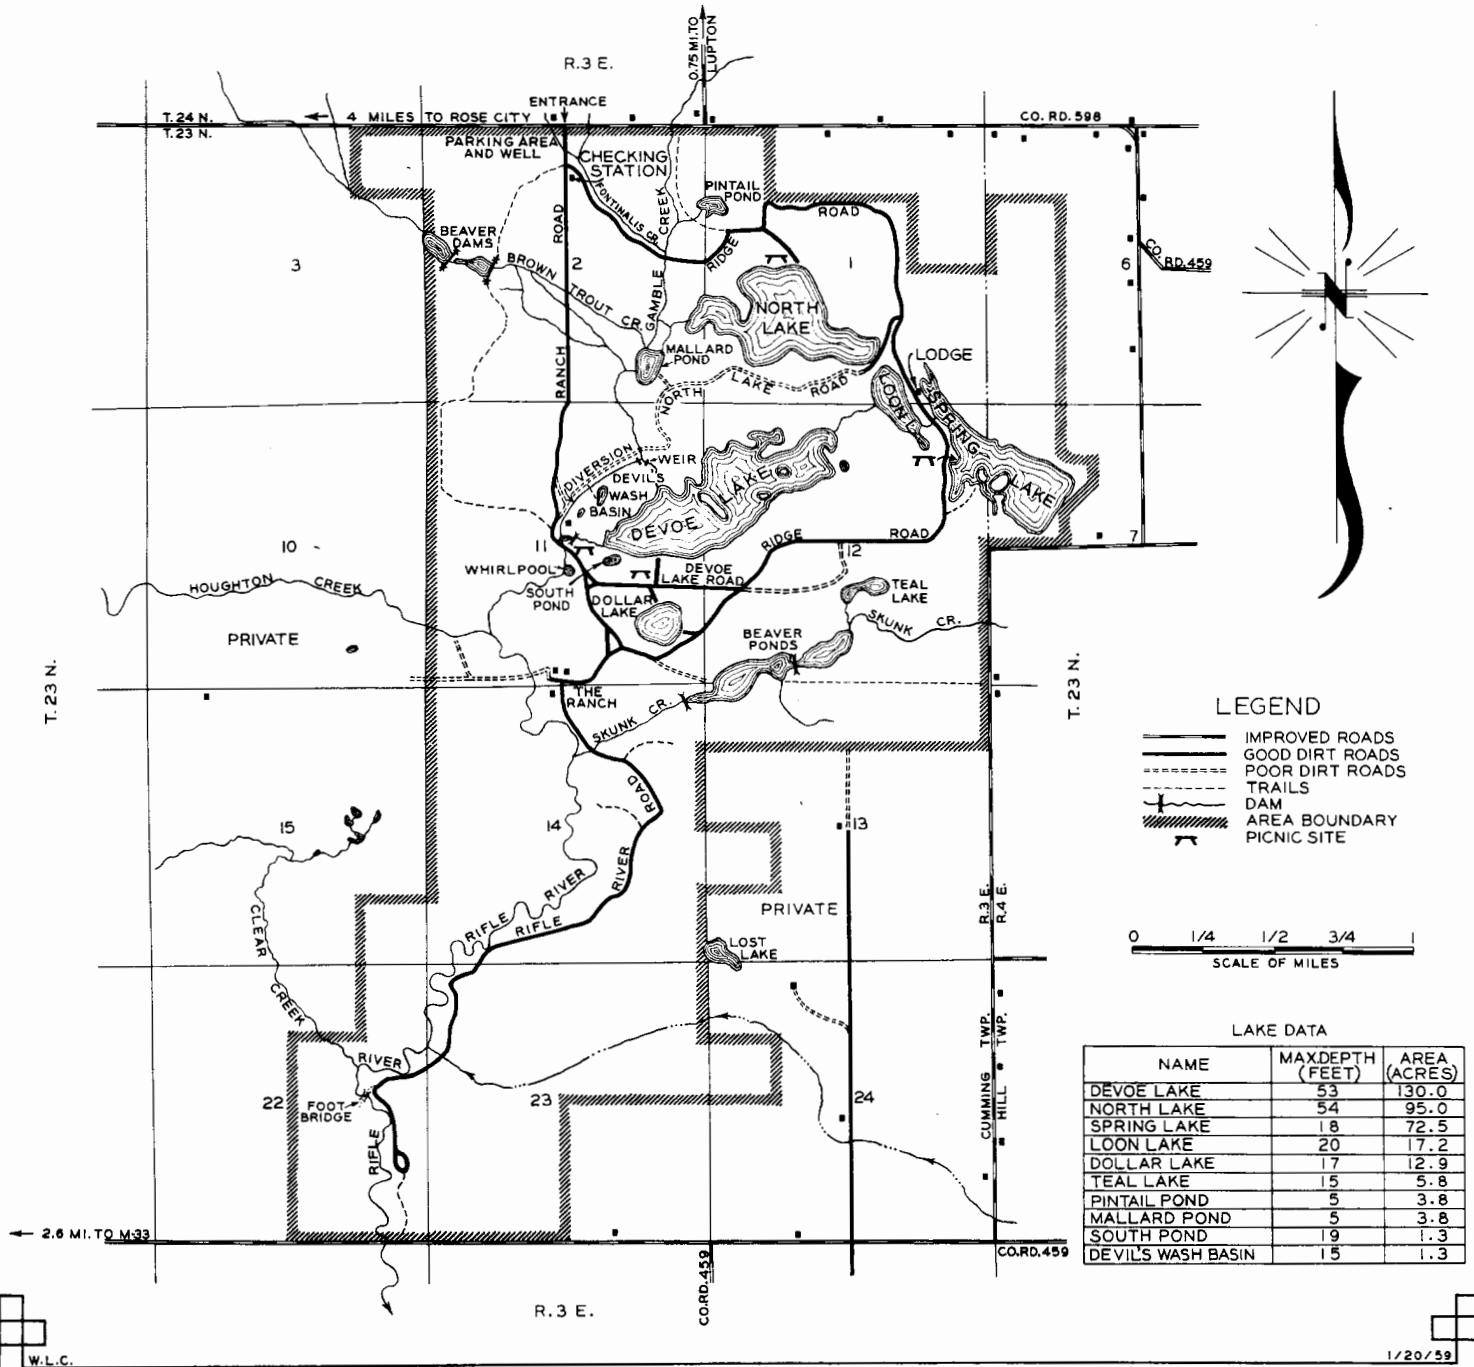 0.75 MI. TO
LUPTON
R.3 E.
ENTRANCE
T. 24 N.
T. 23 N.
4 MILES TO ROSE CITY
CO. RD. 598
PARKING AREA
AND WELL
CHECKING
STATION
PINTAIL
POND
FONTINALIS CR.
GAMBLE CREEK
RIDGE ROAD
RANCH ROAD
BEAVER
DAMS
BROWN TROUT CR.
3
2
1
6
CO.
RD.459
NORTH
LAKE
MALLARD
POND
NORTH LAKE ROAD
LODGE
LOON L.
SPRING LAKE
DIVERSION
WEIR
DEVIL'S
WASH
BASIN
DEVOE LAKE
RIDGE ROAD
10
11
12
7
WHIRLPOOL
SOUTH
POND
DEVOE
LAKE ROAD
DOLLAR
LAKE
TEAL
LAKE
HOUGHTON CREEK
PRIVATE
BEAVER
PONDS
SKUNK CR.
T. 23 N.
T. 23 N.
THE
RANCH
SKUNK CR.
LEGEND
IMPROVED ROADS
GOOD DIRT ROADS
POOR DIRT ROADS
TRAILS
DAM
AREA BOUNDARY
PICNIC SITE
15
14
13
RIFLE RIVER ROAD
RIFLE RIVER
CLEAR CREEK
PRIVATE
R.3 E.
R.4 E.
LOST
LAKE
0 1/4 1/2 3/4 1
SCALE OF MILES
CUMMING TWP.
HILL TWP.
RIVER
FOOT
BRIDGE
RIFLE
22
23
24
LAKE DATA
NAME MAX.DEPTH (FEET) AREA (ACRES)
DEVOE LAKE 53 130.0
NORTH LAKE 54 95.0
SPRING LAKE 18 72.5
LOON LAKE 20 17.2
DOLLAR LAKE 17 12.9
TEAL LAKE 15 5.8
PINTAIL POND 5 3.8
MALLARD POND 5 3.8
SOUTH POND 19 1.3
DEVIL'S WASH BASIN 15 1.3
2.6 MI. TO M-33
CO.RD.459
CO.RD.459
R.3 E.
N
W.L.C.
1/20/59